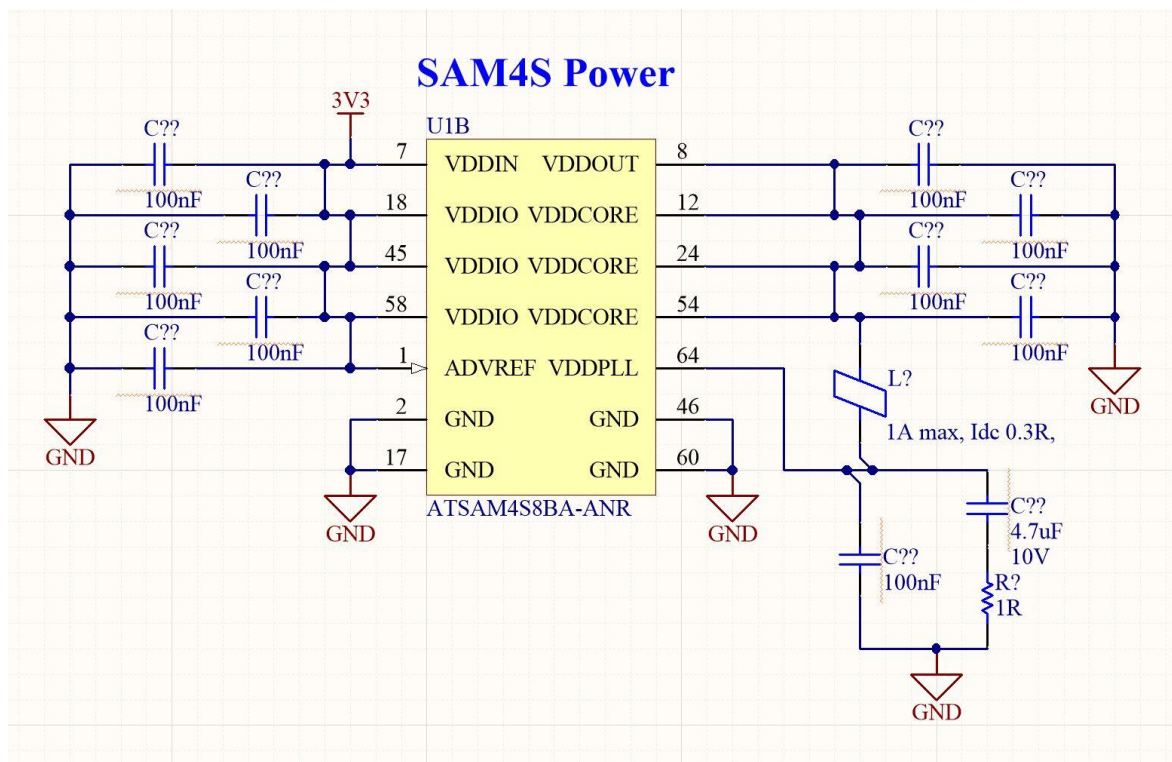 SAM4S Power
3V3
U1B
C??
100nF
C??
100nF
C??
100nF
C??
100nF
C??
100nF
GND
7 VDDIN VDDOUT 8
18 VDDIO VDDCORE 12
45 VDDIO VDDCORE 24
58 VDDIO VDDCORE 54
1 ADVREF VDDPLL 64
2 GND GND 46
17 GND GND 60
ATSAM4S8BA-ANR
GND
GND
C??
100nF
C??
100nF
C??
100nF
C??
100nF
GND
L?
1A max, Idc 0.3R,
C??
4.7uF
10V
C??
100nF
R?
1R
GND